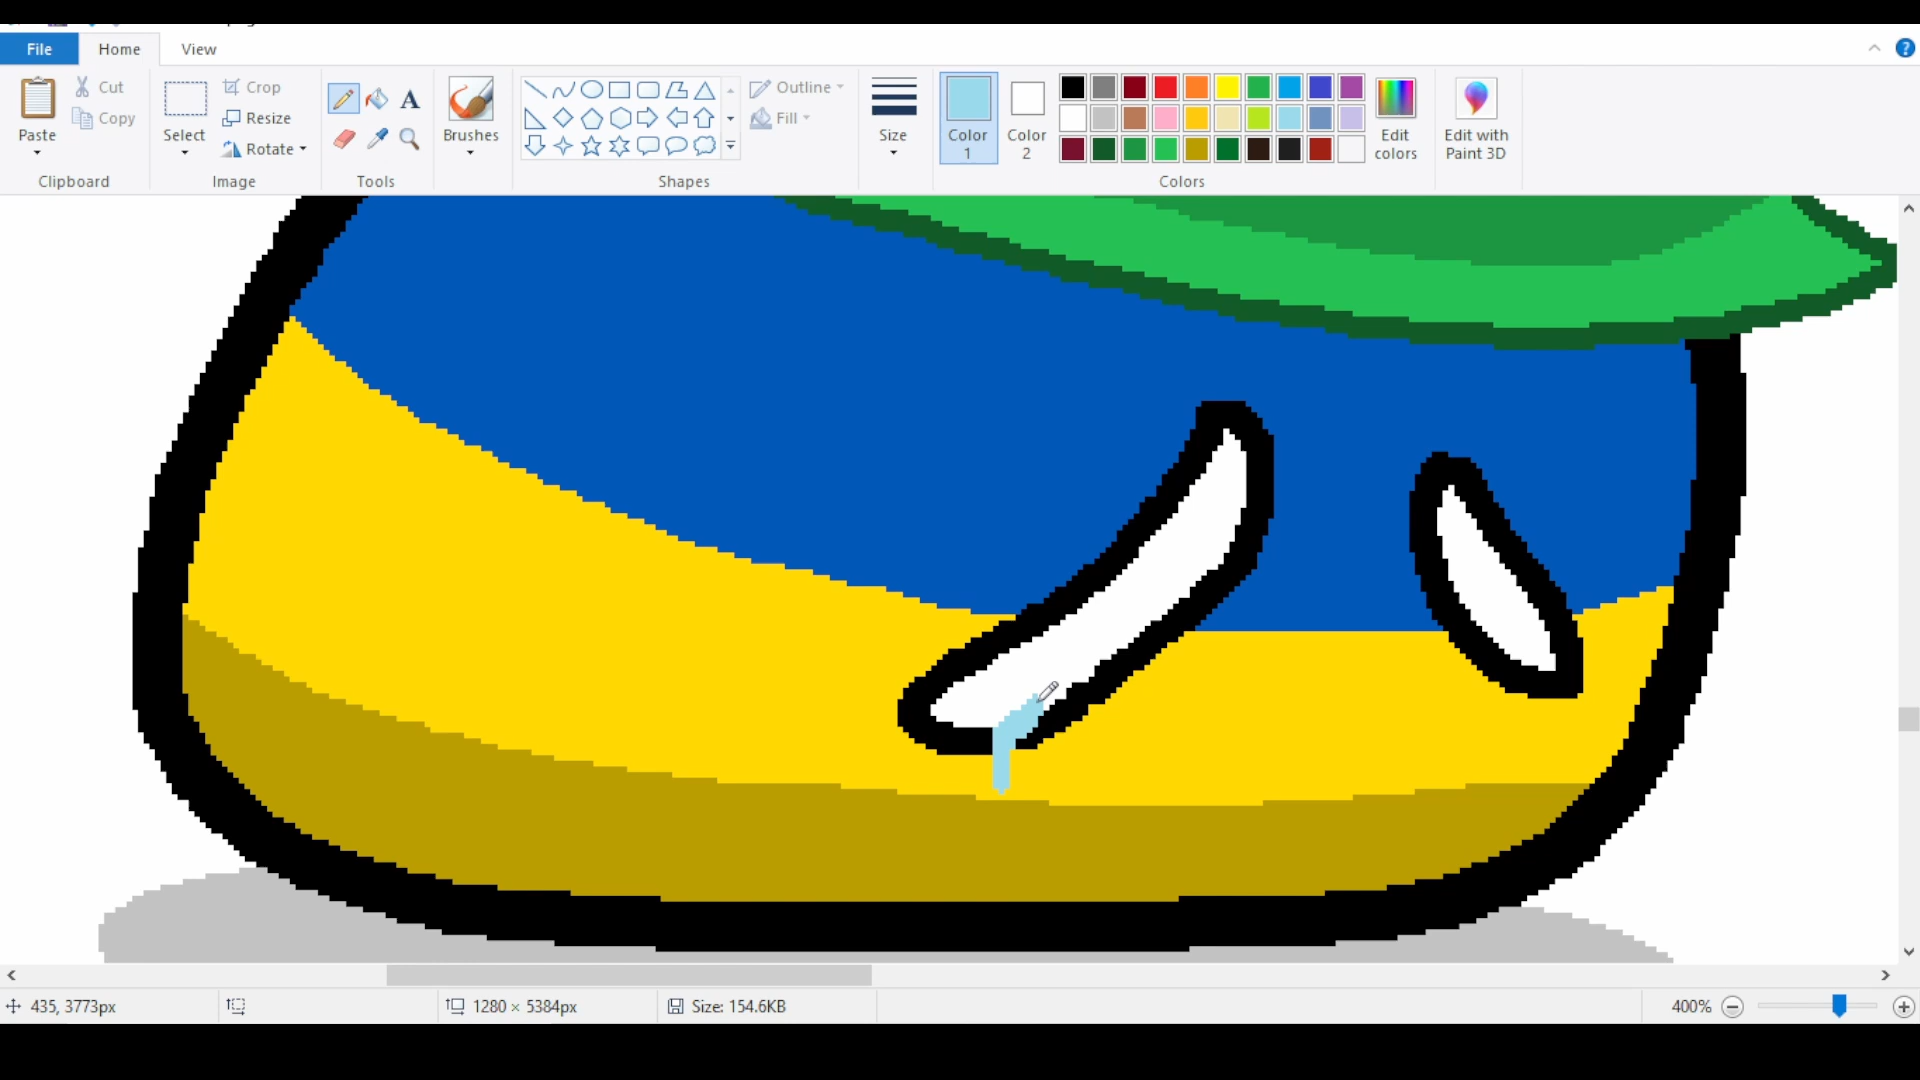 File Home View
Paste
Cut
Copy
Clipboard
Select
Crop
Resize
Rotate
Image
A
Tools
Brushes
Shapes
Outline
Fill
Size
Color
1
Color
2
Edit
colors
Colors
Edit with
Paint 3D
?
435, 3773px
1280 × 5384px
Size: 154.6KB
400%